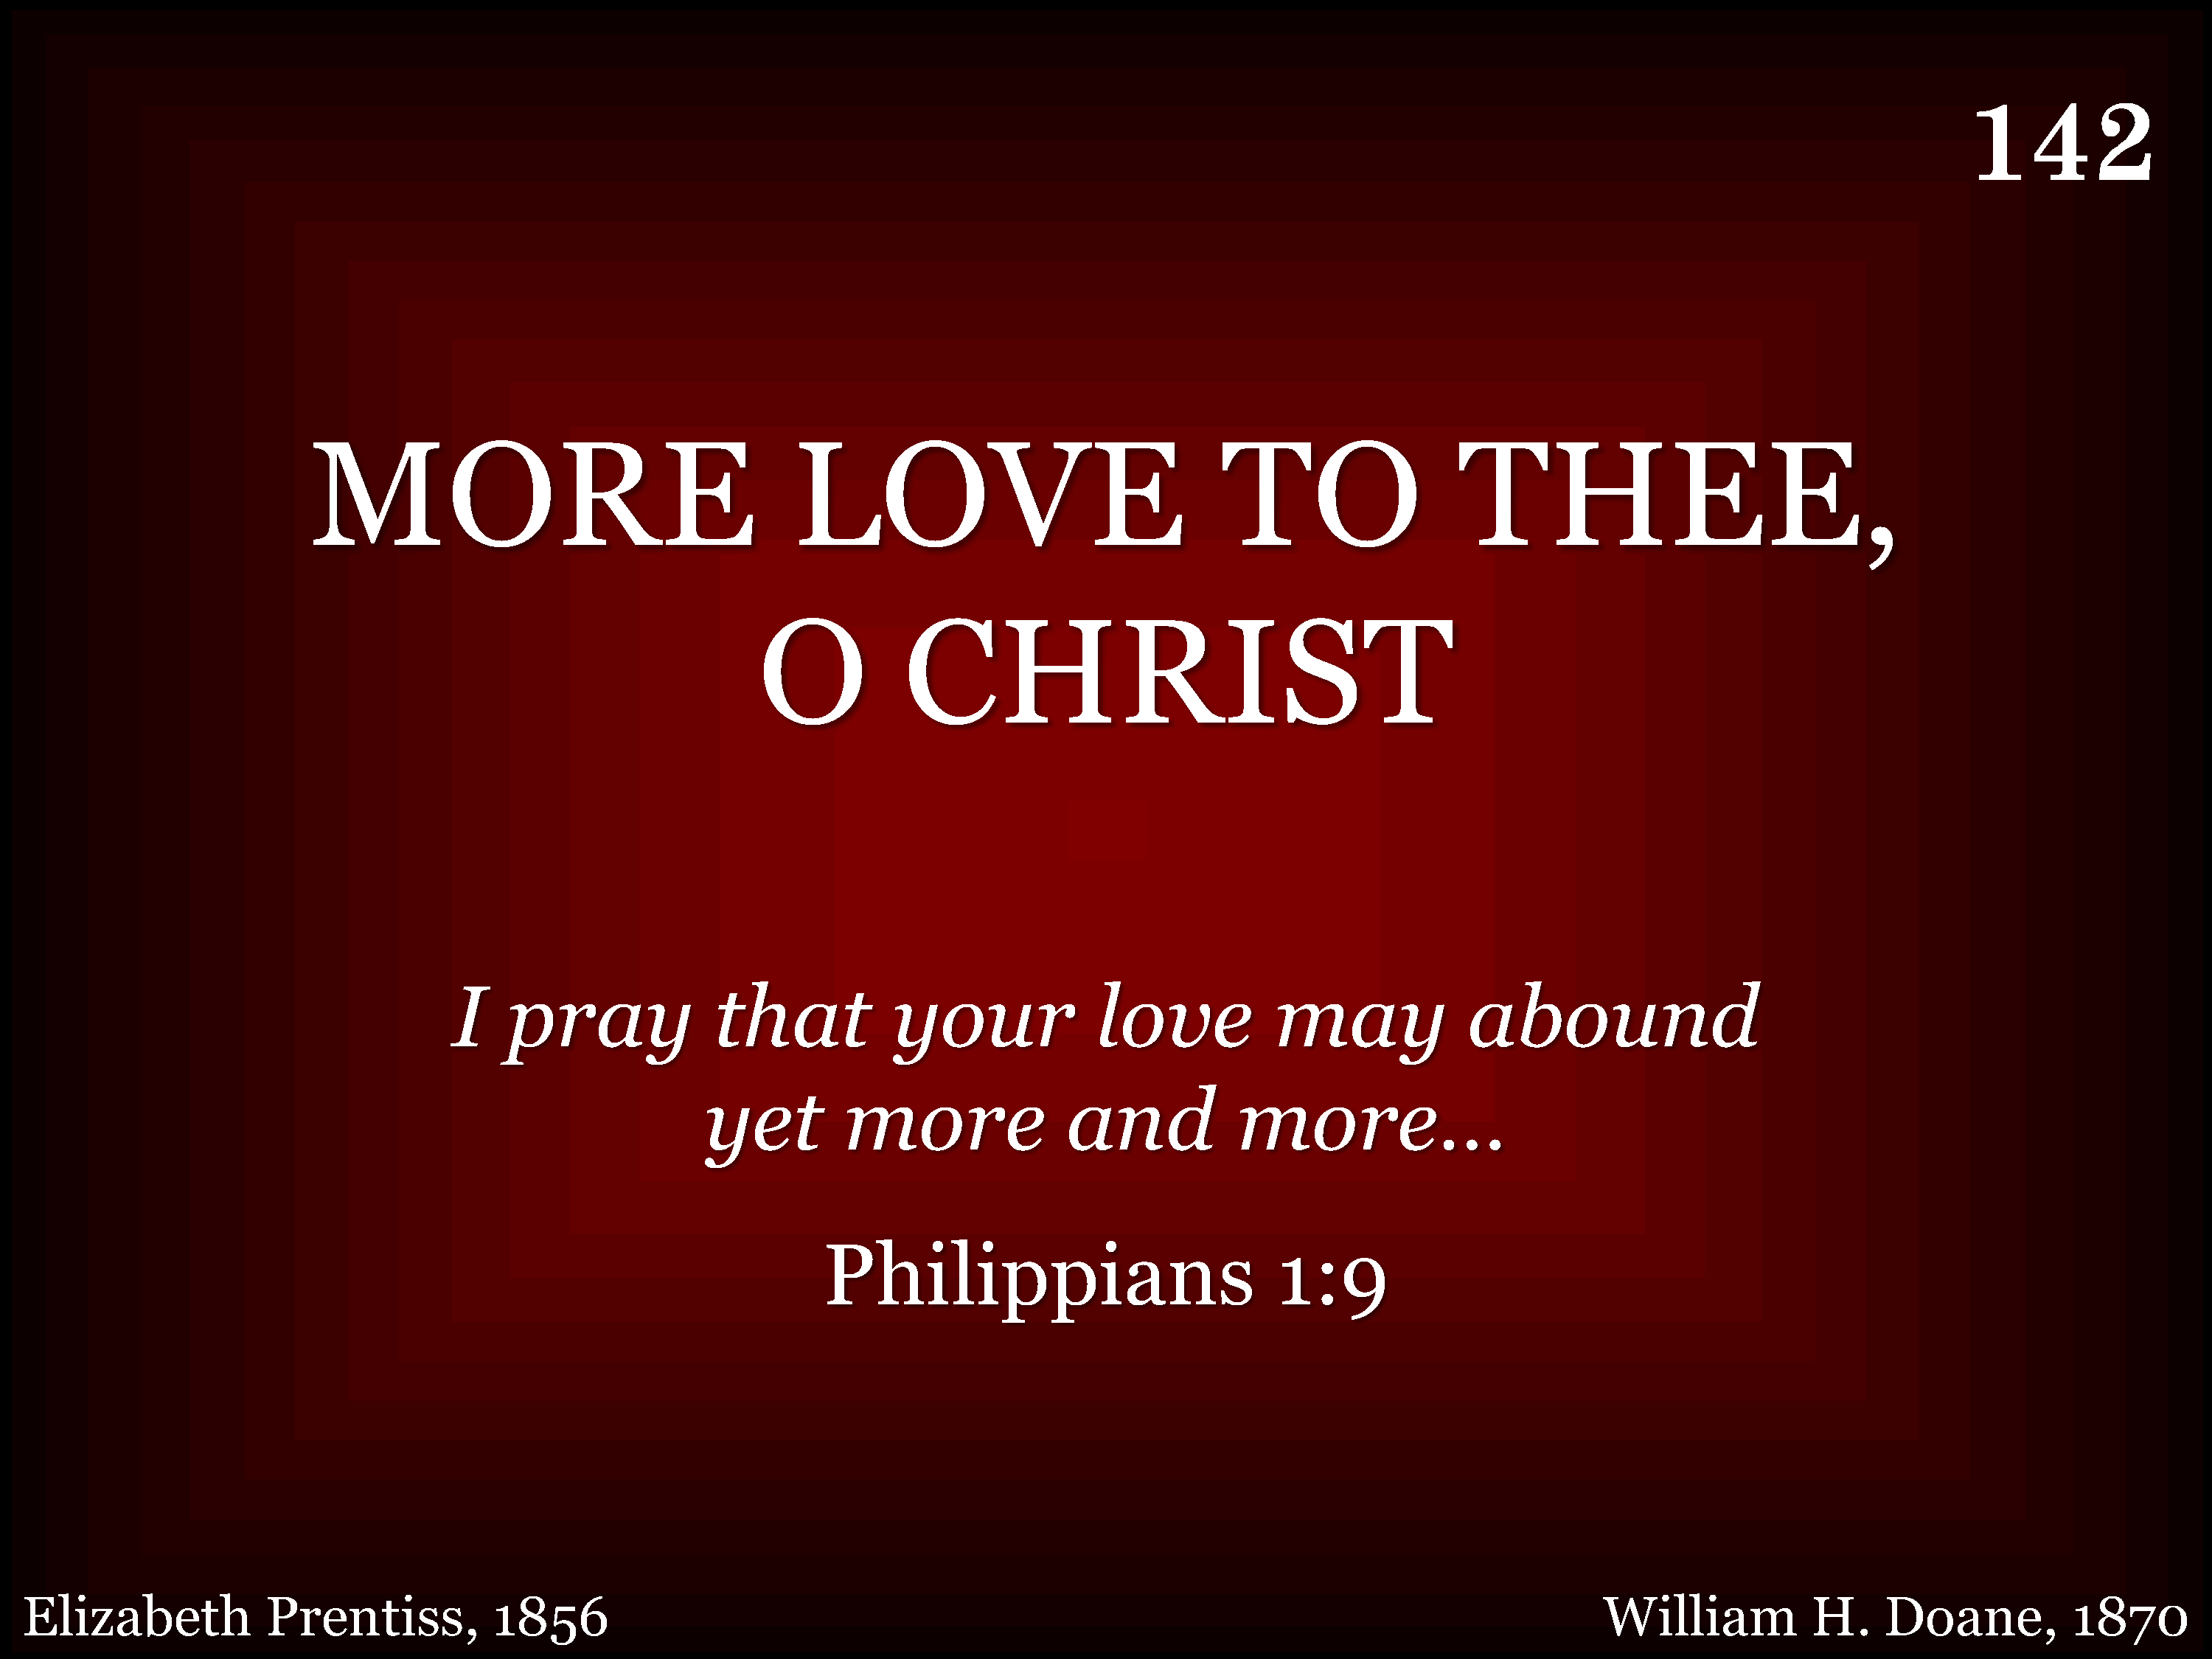 142
MORE LOVE TO THEE,
O CHRIST
I pray that your love may abound
yet more and more...
Philippians 1:9
Elizabeth Prentiss, 1856
William H. Doane, 1870